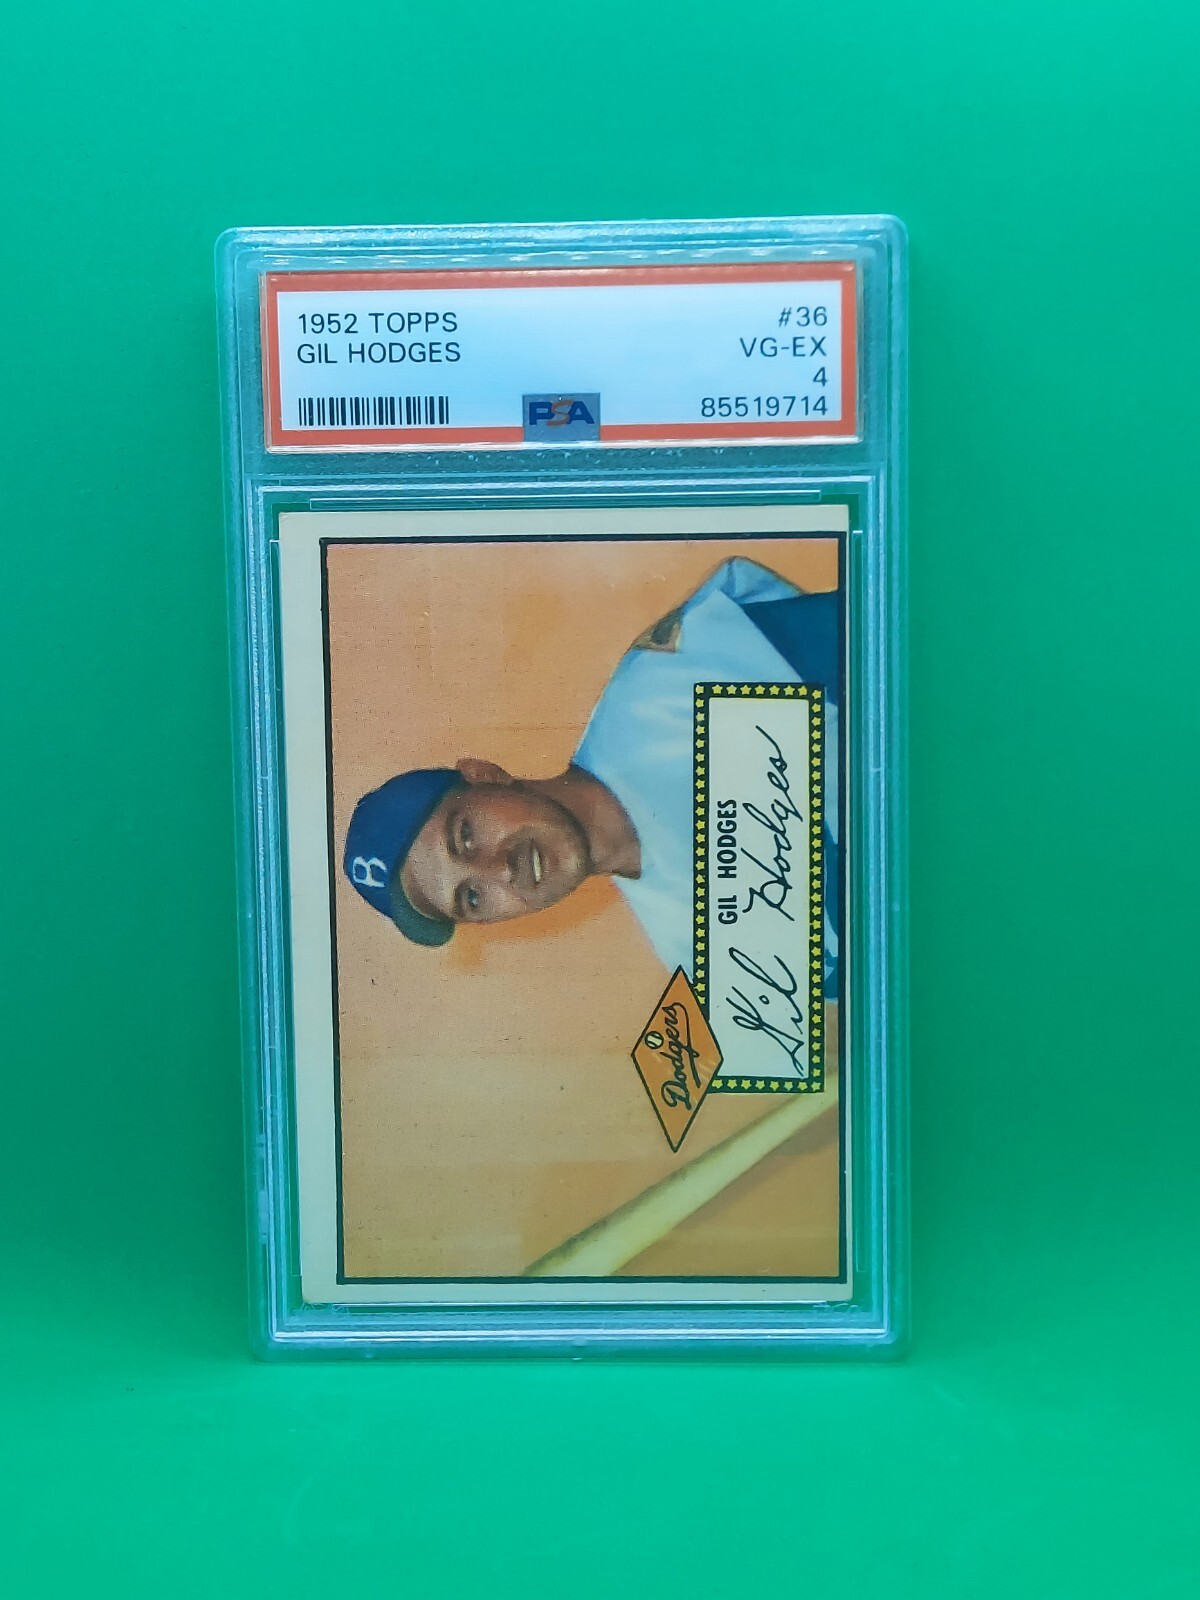 1952 TOPPS #36
GIL HODGES VG-EX
4
PSA 85519714
B
GIL HODGES
Gil Hodges
Dodgers